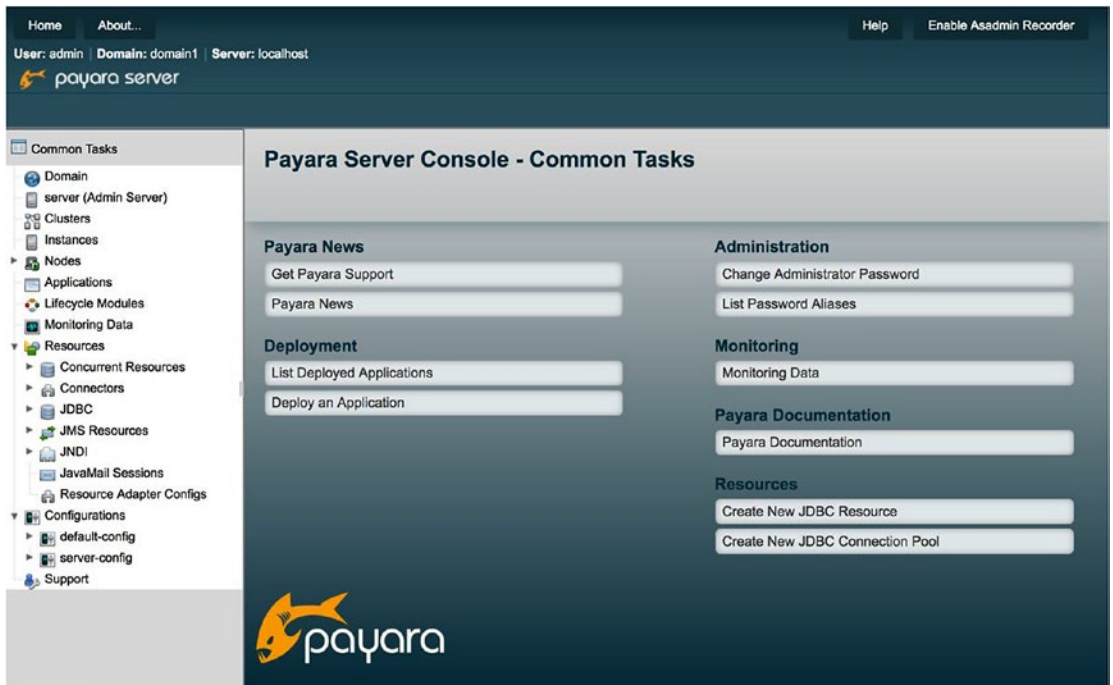 Home About... Help Enable Asadmin Recorder
User: admin | Domain: domain1 | Server: localhost
payara server
Common Tasks
Domain
server (Admin Server)
Clusters
Instances
Nodes
Applications
Lifecycle Modules
Monitoring Data
Resources
Concurrent Resources
Connectors
JDBC
JMS Resources
JNDI
JavaMail Sessions
Resource Adapter Configs
Configurations
default-config
server-config
Support
Payara Server Console - Common Tasks
Payara News
Get Payara Support
Payara News
Deployment
List Deployed Applications
Deploy an Application
Administration
Change Administrator Password
List Password Aliases
Monitoring
Monitoring Data
Payara Documentation
Payara Documentation
Resources
Create New JDBC Resource
Create New JDBC Connection Pool
payara